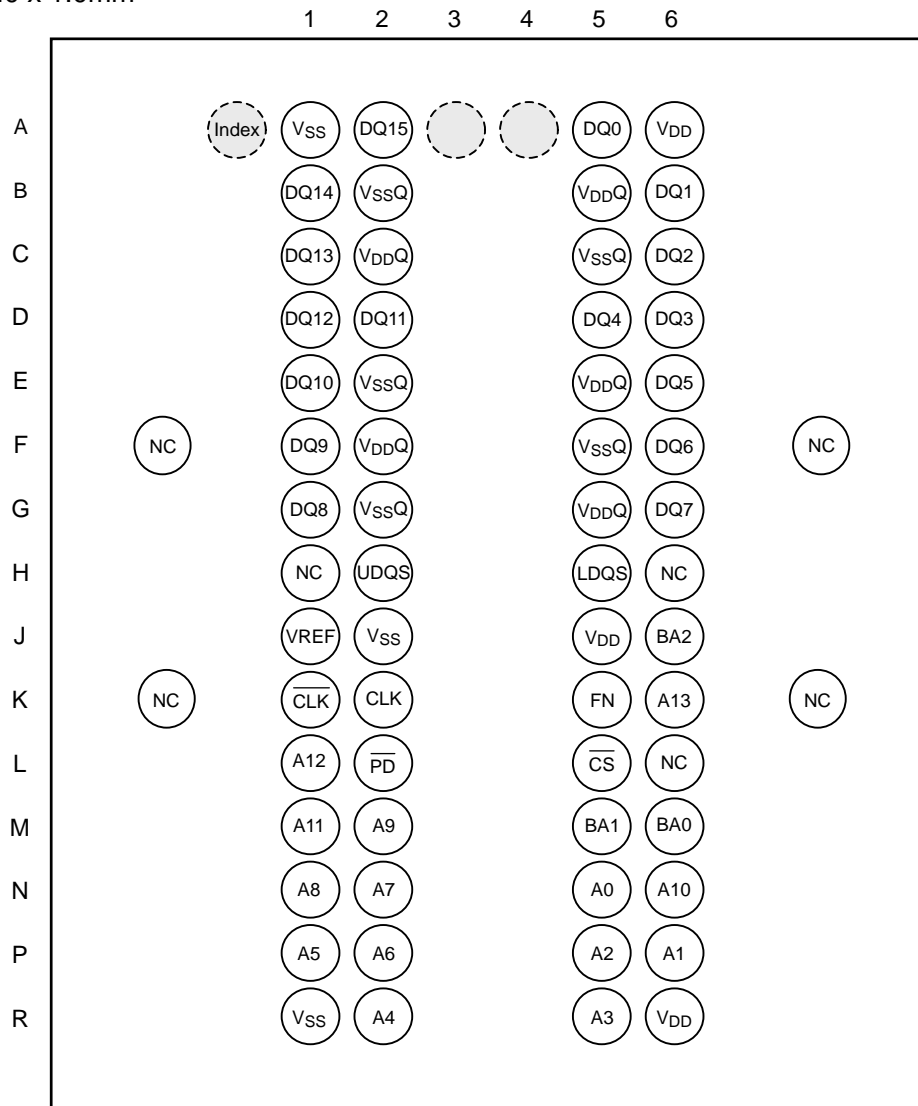 x 1.0mm
1 2 3 4 5 6
A Index VSS DQ15 DQ0 VDD
B DQ14 VSSQ VDDQ DQ1
C DQ13 VDDQ VSSQ DQ2
D DQ12 DQ11 DQ4 DQ3
E DQ10 VSSQ VDDQ DQ5
F NC DQ9 VDDQ VSSQ DQ6 NC
G DQ8 VSSQ VDDQ DQ7
H NC UDQS LDQS NC
J VREF VSS VDD BA2
K NC C̅L̅K̅ CLK FN A13 NC
L A12 P̅D̅ C̅S̅ NC
M A11 A9 BA1 BA0
N A8 A7 A0 A10
P A5 A6 A2 A1
R VSS A4 A3 VDD